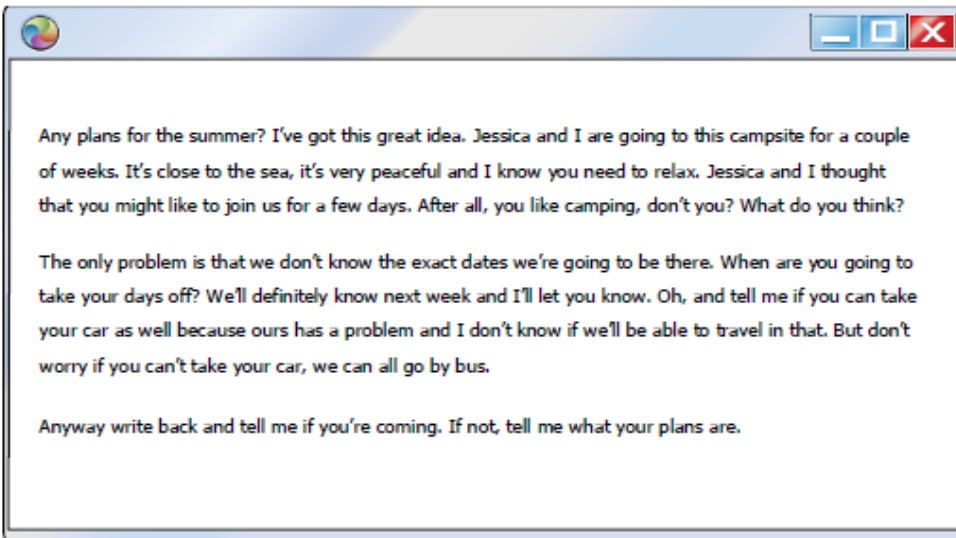 Any plans for the summer? I've got this great idea. Jessica and I are going to this campsite for a couple
of weeks. It's close to the sea, it's very peaceful and I know you need to relax. Jessica and I thought
that you might like to join us for a few days. After all, you like camping, don't you? What do you think?
The only problem is that we don't know the exact dates we're going to be there. When are you going to
take your days off? We'll definitely know next week and I'll let you know. Oh, and tell me if you can take
your car as well because ours has a problem and I don't know if we'll be able to travel in that. But don't
worry if you can't take your car, we can all go by bus.
Anyway write back and tell me if you're coming. If not, tell me what your plans are.